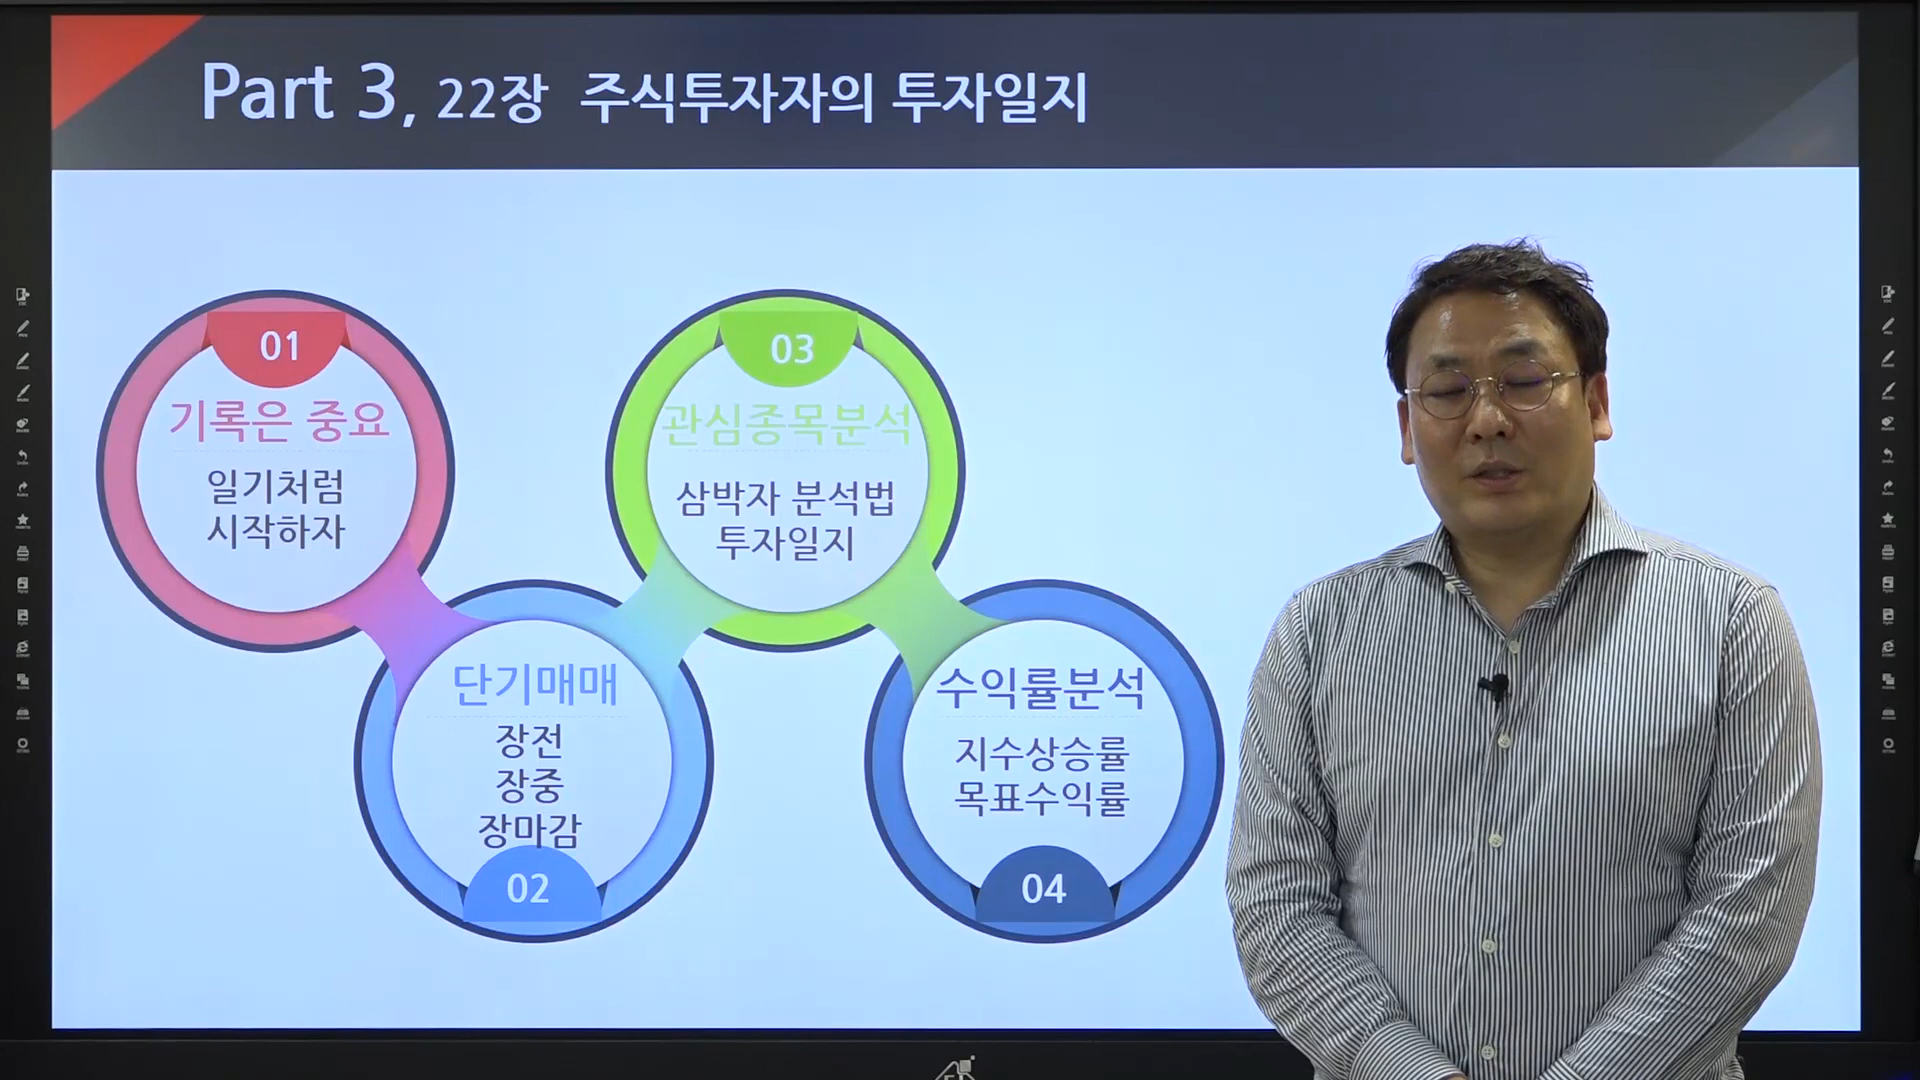 Part 3, 22장 주식투자자의 투자일지
01
기록은 중요
일기처럼
시작하자
단기매매
장전
장중
장마감
02
03
관심종목분석
삼박자 분석법
투자일지
수익률분석
지수상승률
목표수익률
04